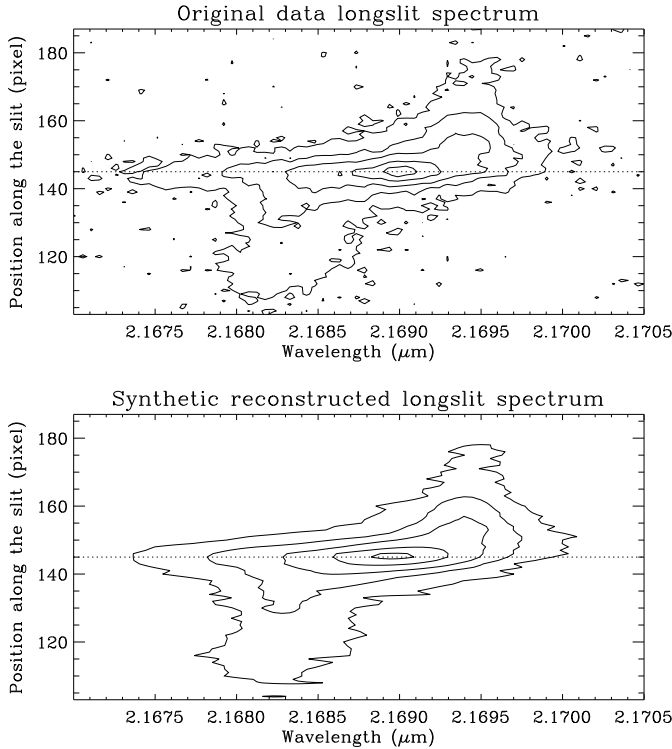 Original data longslit spectrum
Position along the slit (pixel)
180
160
140
120
2.1675 2.1680 2.1685 2.1690 2.1695 2.1700 2.1705
Wavelength (μm)
Synthetic reconstructed longslit spectrum
Position along the slit (pixel)
180
160
140
120
2.1675 2.1680 2.1685 2.1690 2.1695 2.1700 2.1705
Wavelength (μm)